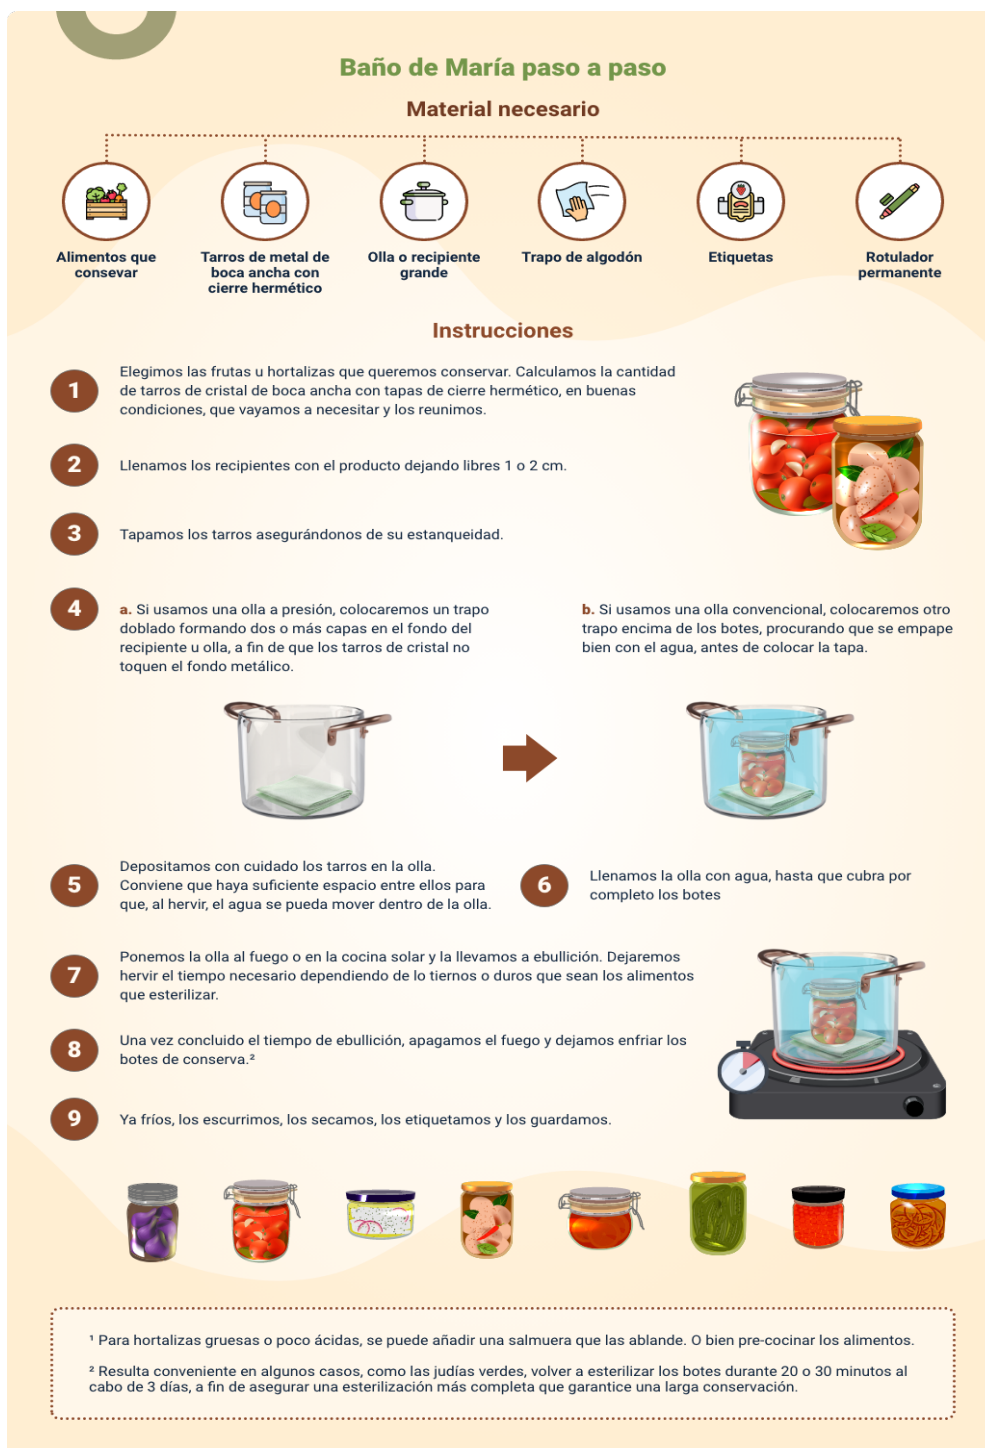 Baño de María paso a paso
Material necesario
Alimentos que
consevar
Tarros de metal de
boca ancha con
cierre hermético
Olla o recipiente
grande
Trapo de algodón
Etiquetas
Rotulador
permanente
Instrucciones
1
Elegimos las frutas u hortalizas que queremos conservar. Calculamos la cantidad
de tarros de cristal de boca ancha con tapas de cierre hermético, en buenas
condiciones, que vayamos a necesitar y los reunimos.
2
Llenamos los recipientes con el producto dejando libres 1 o 2 cm.
3
Tapamos los tarros asegurándonos de su estanqueidad.
4
a. Si usamos una olla a presión, colocaremos un trapo
doblado formando dos o más capas en el fondo del
recipiente u olla, a fin de que los tarros de cristal no
toquen el fondo metálico.
b. Si usamos una olla convencional, colocaremos otro
trapo encima de los botes, procurando que se empape
bien con el agua, antes de colocar la tapa.
5
Depositamos con cuidado los tarros en la olla.
Conviene que haya suficiente espacio entre ellos para
que, al hervir, el agua se pueda mover dentro de la olla.
6
Llenamos la olla con agua, hasta que cubra por
completo los botes
7
Ponemos la olla al fuego o en la cocina solar y la llevamos a ebullición. Dejaremos
hervir el tiempo necesario dependiendo de lo tiernos o duros que sean los alimentos
que esterilizar.
8
Una vez concluido el tiempo de ebullición, apagamos el fuego y dejamos enfriar los
botes de conserva.²
9
Ya fríos, los escurrimos, los secamos, los etiquetamos y los guardamos.
¹ Para hortalizas gruesas o poco ácidas, se puede añadir una salmuera que las ablande. O bien pre-cocinar los alimentos.
² Resulta conveniente en algunos casos, como las judías verdes, volver a esterilizar los botes durante 20 o 30 minutos al
cabo de 3 días, a fin de asegurar una esterilización más completa que garantice una larga conservación.